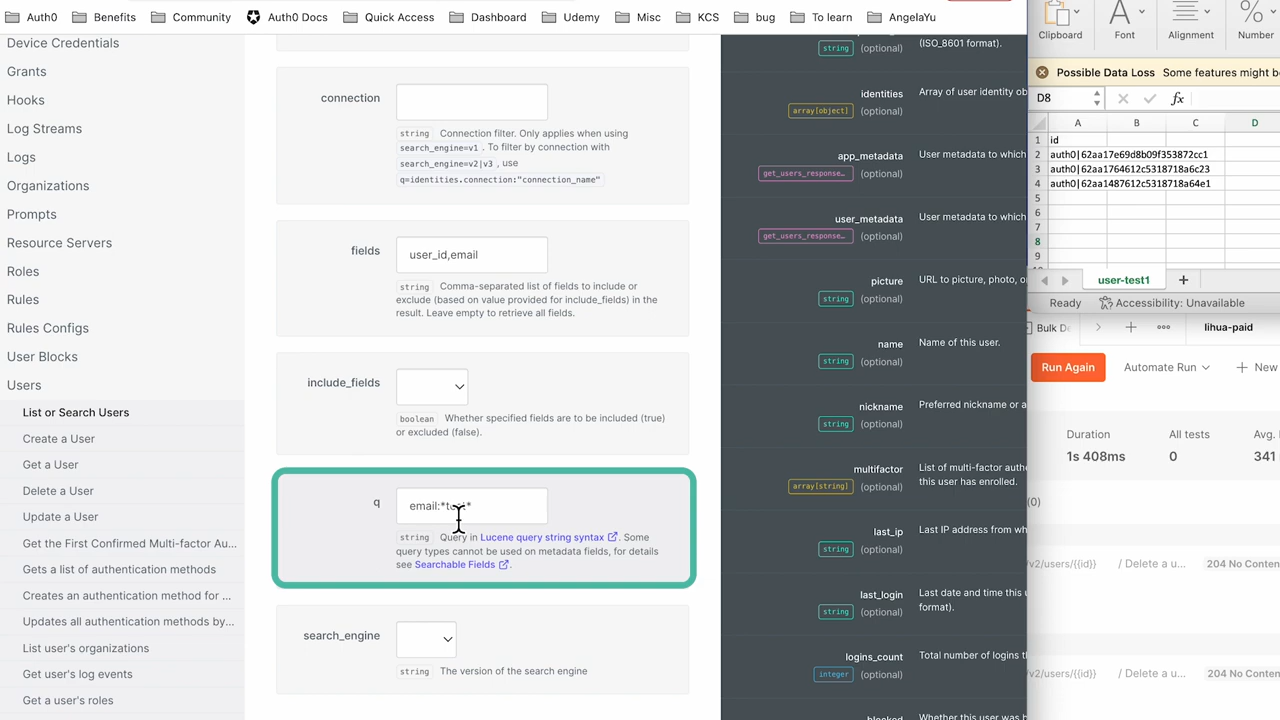 Auth0 Benefits Community Auth0 Docs Quick Access Dashboard Udemy Misc KCS bug To learn AngelaYu
Device Credentials
Grants
Hooks
Log Streams
Logs
Organizations
Prompts
Resource Servers
Roles
Rules
Rules Configs
User Blocks
Users
List or Search Users
Create a User
Get a User
Delete a User
Update a User
Get the First Confirmed Multi-factor Au...
Gets a list of authentication methods
Creates an authentication method for ...
Updates all authentication methods by...
List user's organizations
Get user's log events
Get a user's roles
connection
string Connection filter. Only applies when using
search_engine=v1 . To filter by connection with
search_engine=v2|v3 , use
q=identities.connection:"connection_name"
fields
user_id,email
string Comma-separated list of fields to include or
exclude (based on value provided for include_fields) in the
result. Leave empty to retrieve all fields.
include_fields
boolean Whether specified fields are to be included (true)
or excluded (false).
q
string Query in Lucene query string syntax . Some
query types cannot be used on metadata fields, for details
see Searchable Fields .
search_engine
string The version of the search engine
string (optional) (ISO_8601 format).
identities Array of user identity ob
array[object] (optional)
app_metadata User metadata to which
get_users_response… (optional)
user_metadata User metadata to which
get_users_response… (optional)
picture URL to picture, photo, o
string (optional)
name Name of this user.
string (optional)
nickname Preferred nickname or a
string (optional)
multifactor List of multi-factor authe
array[string] (optional) this user has enrolled.
last_ip Last IP address from wh
string (optional)
last_login Last date and time this u
string (optional) format).
logins_count Total number of logins t
integer (optional)
blocked Whether this user was b
Clipboard Font Alignment Number
Possible Data Loss Some features might b
D8 fx
A B C D
1 id
2 auth0|62aa17e69d8b09f353872cc1
3 auth0|62aa1764612c5318718a6c23
4 auth0|62aa1487612c5318718a64e1
5
6
7
8
9
user-test1 +
Ready Accessibility: Unavailable
Bulk De lihua-paid
Run Again Automate Run + New
Duration All tests Avg.
1s 408ms 0 341
(0)
/v2/users/{{id}} / Delete a u... 204 No Conten
/v2/users/{{id}} / Delete a u... 204 No Conten